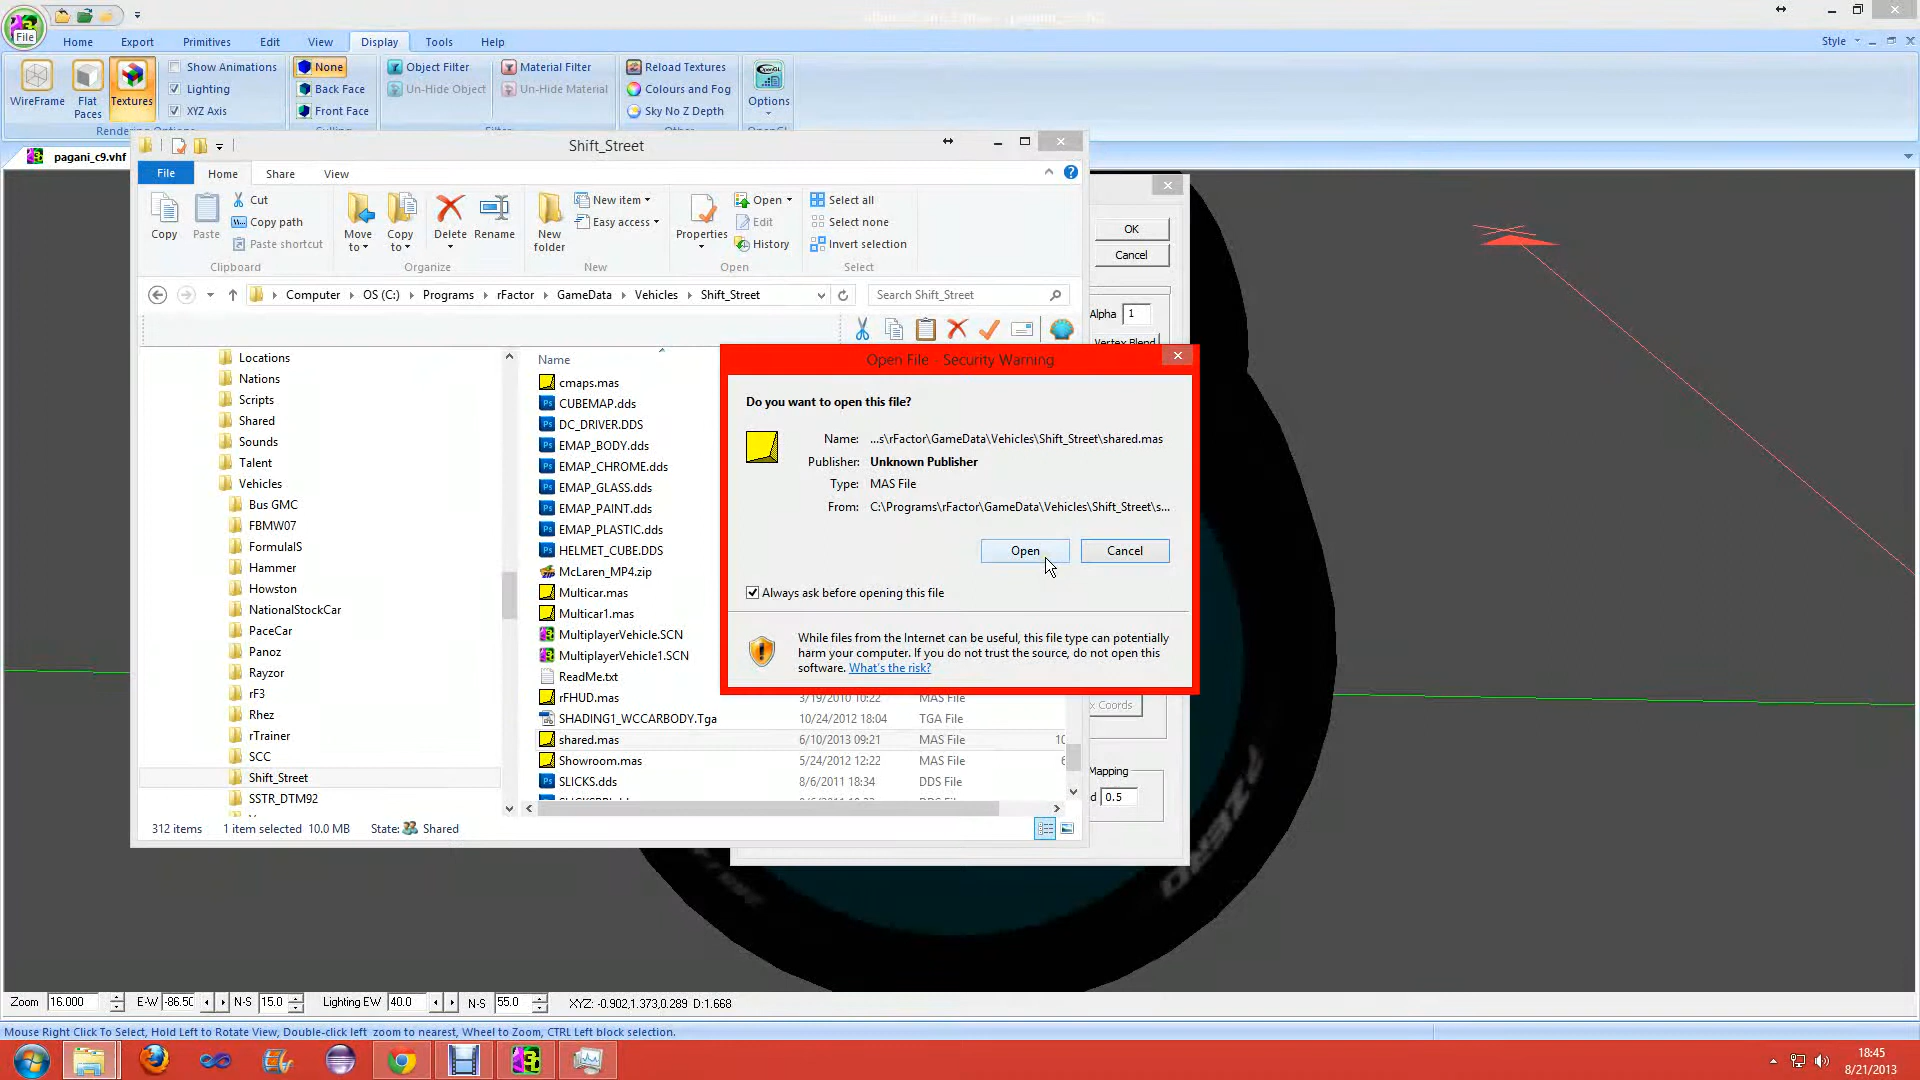 File
Home Export Primitives Edit View Display Tools Help
Style
WireFrame
Flat Faces
Textures
Show Animations
Lighting
XYZ Axis
None
Back Face
Front Face
Object Filter
Un-Hide Object
Material Filter
Un-Hide Material
Reload Textures
Colours and Fog
Sky No Z Depth
Options
pagani_c9.vhf
Shift_Street
File Home Share View
Copy
Paste
Cut
Copy path
Paste shortcut
Move to
Copy to
Delete
Rename
New folder
New item
Easy access
Properties
Open
Edit
History
Select all
Select none
Invert selection
Clipboard Organize New Open Select
Computer OS (C:) Programs rFactor GameData Vehicles Shift_Street
Search Shift_Street
Locations
Nations
Scripts
Shared
Sounds
Talent
Vehicles
Bus GMC
FBMW07
FormulaIS
Hammer
Howston
NationalStockCar
PaceCar
Panoz
Rayzor
rF3
Rhez
rTrainer
SCC
Shift_Street
SSTR_DTM92
Name
cmaps.mas
CUBEMAP.dds
DC_DRIVER.DDS
EMAP_BODY.dds
EMAP_CHROME.dds
EMAP_GLASS.dds
EMAP_PAINT.dds
EMAP_PLASTIC.dds
HELMET_CUBE.DDS
McLaren_MP4.zip
Multicar.mas
Multicar1.mas
MultiplayerVehicle.SCN
MultiplayerVehicle1.SCN
ReadMe.txt
rFHUD.mas 3/19/2010 10:22 MAS File
SHADING1_WCCARBODY.Tga 10/24/2012 18:04 TGA File
shared.mas 6/10/2013 09:21 MAS File 10
Showroom.mas 5/24/2012 12:22 MAS File 6
SLICKS.dds 8/6/2011 18:34 DDS File
312 items 1 item selected 10.0 MB State: Shared
OK
Cancel
Alpha 1
Vertex Blend
x Coords
Mapping
d 0.5
Open File - Security Warning
Do you want to open this file?
Name: ...s\rFactor\GameData\Vehicles\Shift_Street\shared.mas
Publisher: Unknown Publisher
Type: MAS File
From: C:\Programs\rFactor\GameData\Vehicles\Shift_Street\s...
Open Cancel
Always ask before opening this file
While files from the Internet can be useful, this file type can potentially
harm your computer. If you do not trust the source, do not open this
software. What's the risk?
Zoom 16.000 E-W -86.50 N-S 15.0 Lighting EW 40.0 N-S 55.0 XYZ: -0.902,1.373,0.289 D:1.668
Mouse Right Click To Select, Hold Left to Rotate View, Double-click left zoom to nearest, Wheel to Zoom, CTRL Left block selection.
18:45
8/21/2013